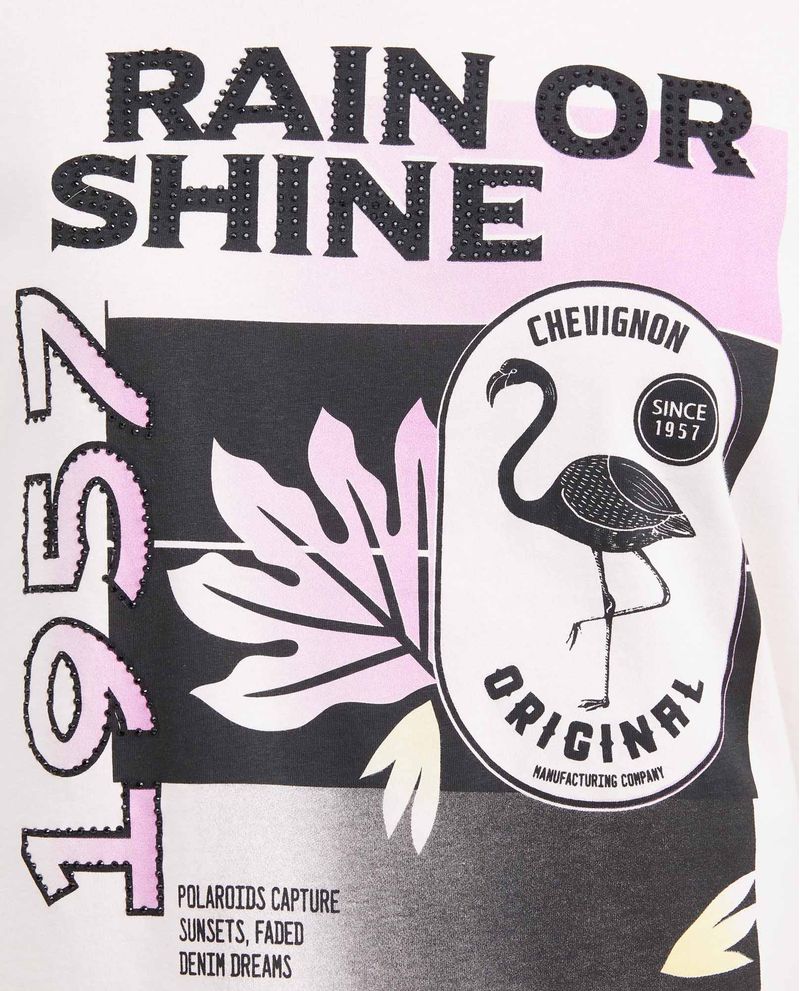 RAIN OR
SHINE
1957
CHEVIGNON
SINCE
1957
ORIGINAL
MANUFACTURING COMPANY
POLAROIDS CAPTURE
SUNSETS, FADED
DENIM DREAMS